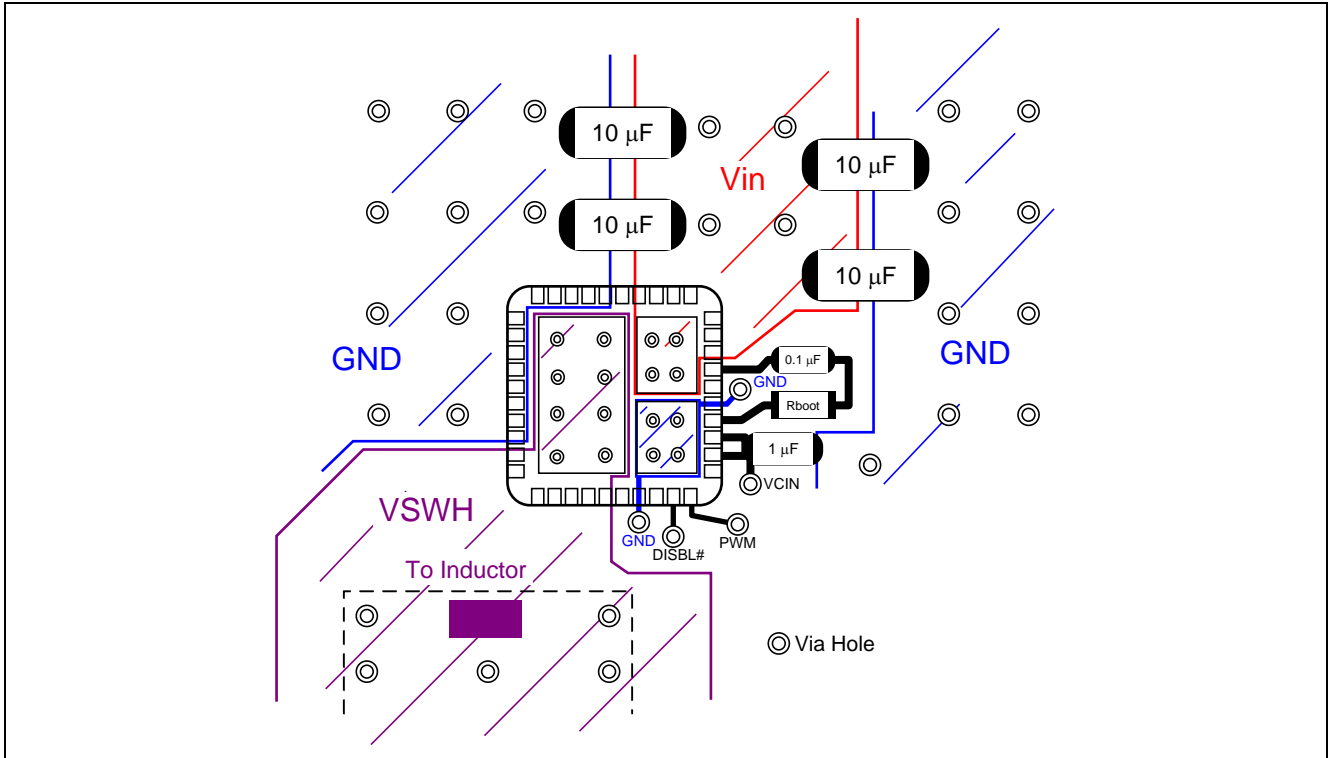 10 μF
10 μF
Vin
10 μF
10 μF
GND
GND
0.1 μF
GND
Rboot
1 μF
VCIN
VSWH
GND
DISBL#
PWM
To Inductor
Via Hole